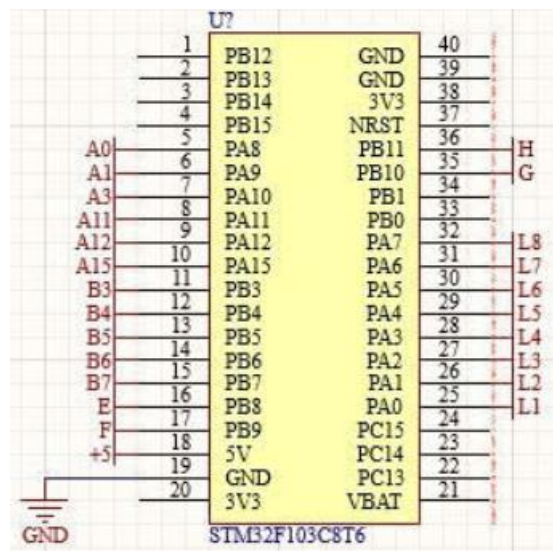 U?
1 PB12 GND 40
2 PB13 GND 39
3 PB14 3V3 38
4 PB15 NRST 37
A0 5 PA8 PB11 36 H
A1 6 PA9 PB10 35 G
A3 7 PA10 PB1 34
A11 8 PA11 PB0 33
A12 9 PA12 PA7 32 L8
A15 10 PA15 PA6 31 L7
B3 11 PB3 PA5 30 L6
B4 12 PB4 PA4 29 L5
B5 13 PB5 PA3 28 L4
B6 14 PB6 PA2 27 L3
B7 15 PB7 PA1 26 L2
E 16 PB8 PA0 25 L1
F 17 PB9 PC15 24
+5 18 5V PC14 23
19 GND PC13 22
20 3V3 VBAT 21
GND STM32F103C8T6